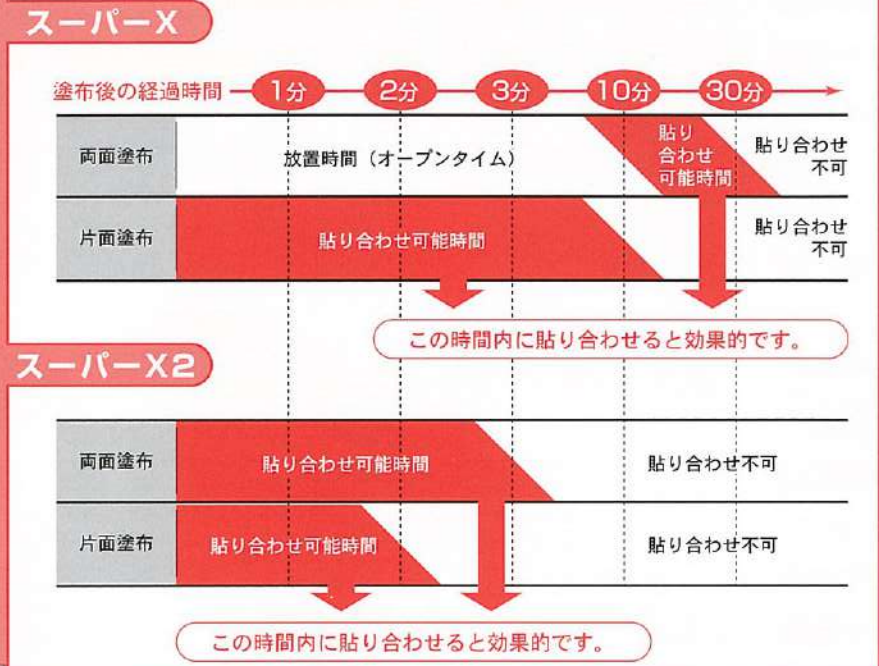 スーパーX
塗布後の経過時間 1分 2分 3分 10分 30分
両面塗布
放置時間（オープンタイム）
貼り
合わせ
可能時間
貼り合わせ
不可
片面塗布
貼り合わせ可能時間
貼り合わせ
不可
この時間内に貼り合わせると効果的です。
スーパーX2
両面塗布
貼り合わせ可能時間
貼り合わせ不可
片面塗布
貼り合わせ可能時間
貼り合わせ不可
この時間内に貼り合わせると効果的です。